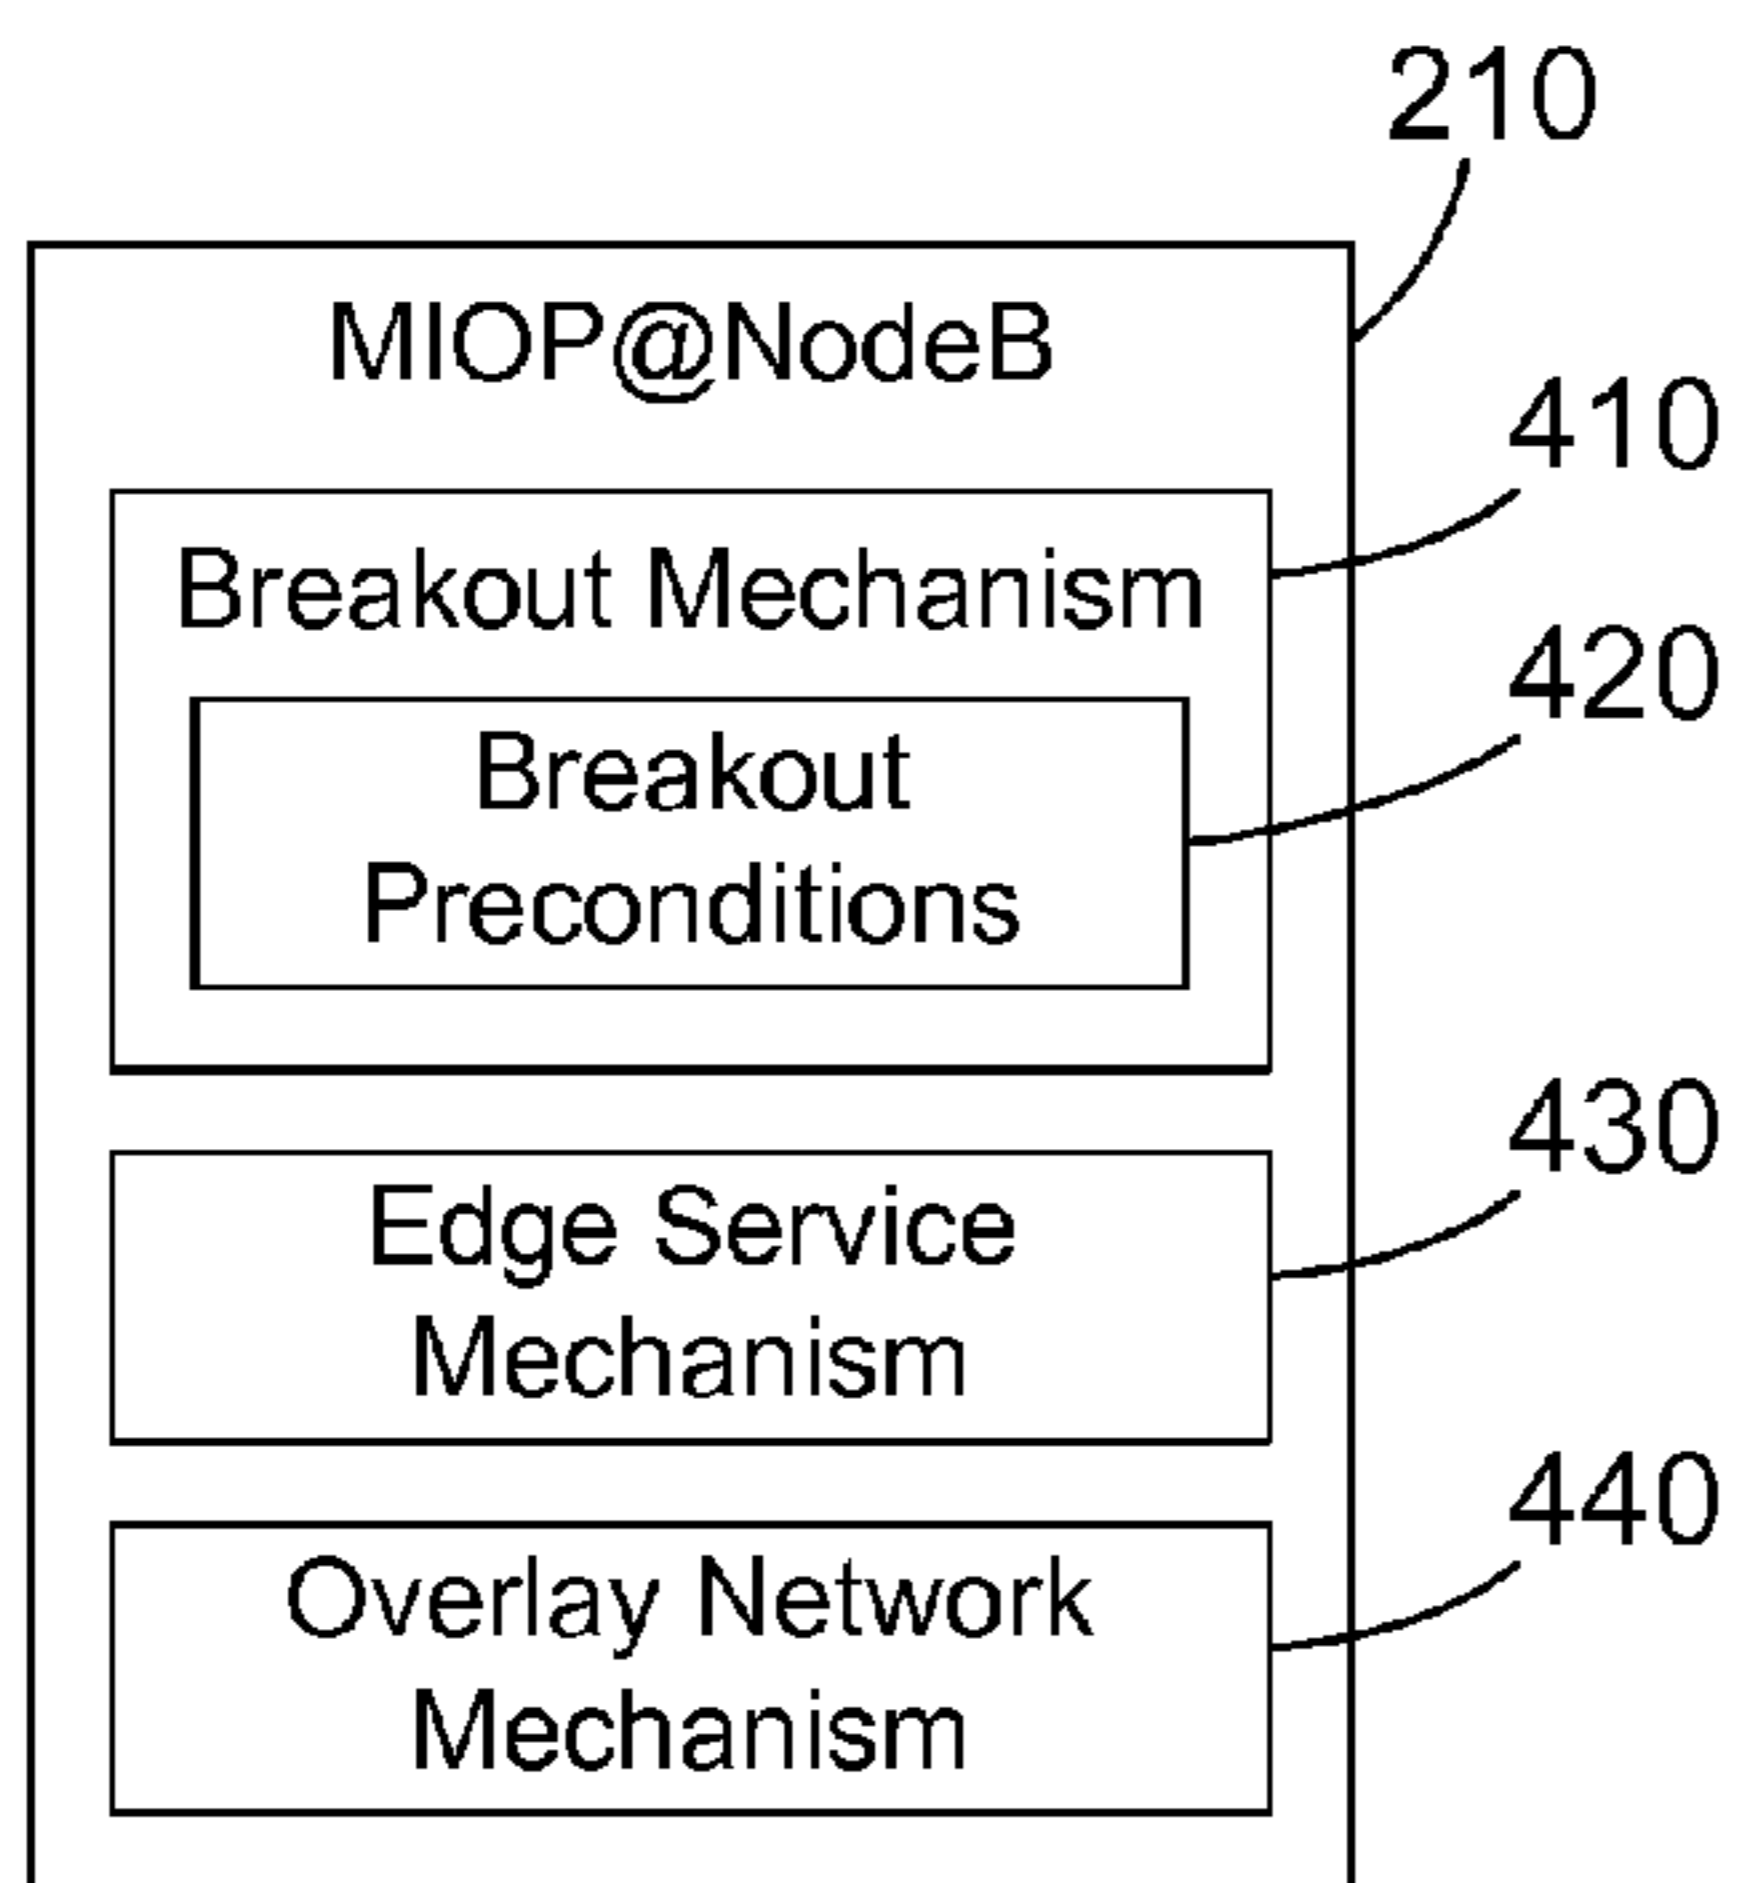 210
MIOP@NodeB
410
Breakout Mechanism
420
Breakout
Preconditions
430
Edge Service
Mechanism
440
Overlay Network
Mechanism